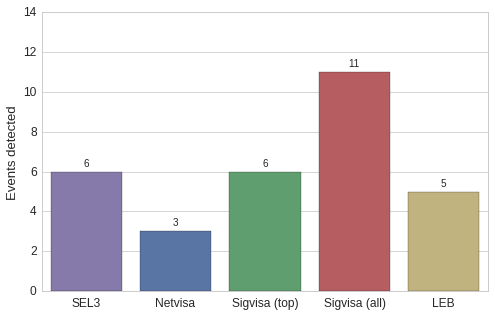 14
12
10
8
6
4
2
0
Events detected
6
3
6
11
5
SEL3
Netvisa
Sigvisa (top)
Sigvisa (all)
LEB